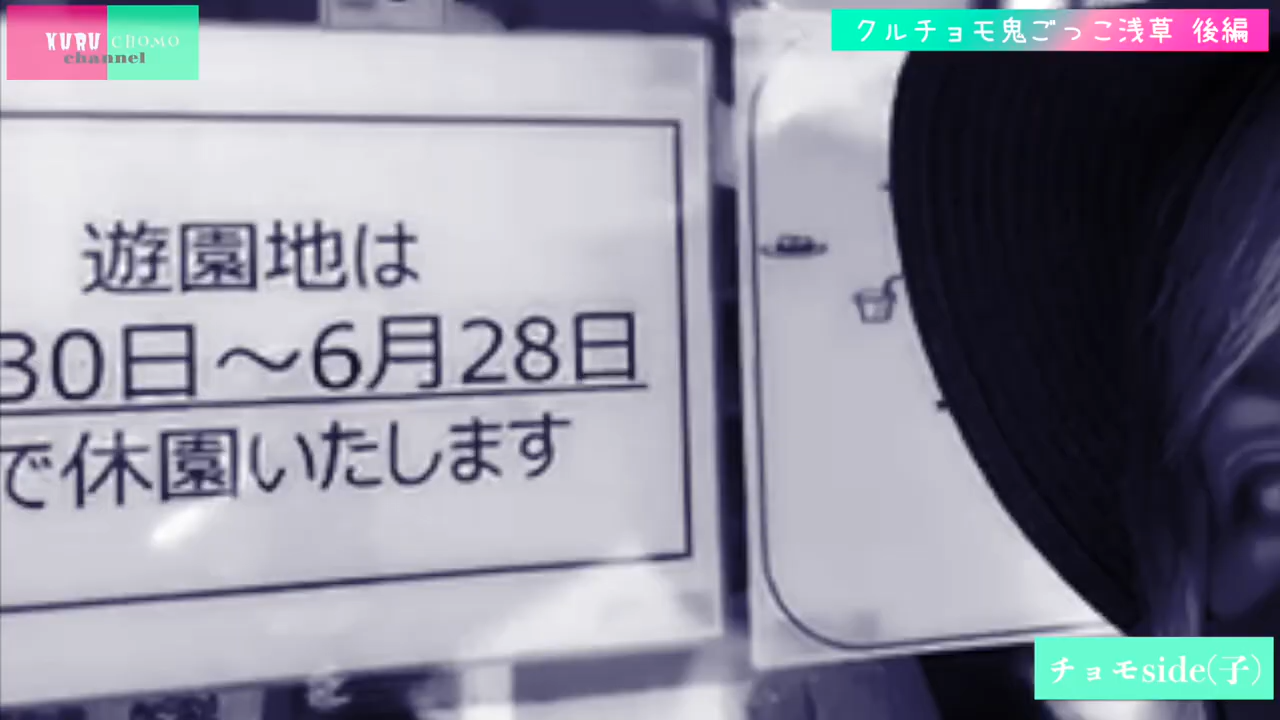 KURU CHOMO
channel
クルチョモ鬼ごっこ浅草 後編
遊園地は
30日～6月28日
で休園いたします
チョモside(子)